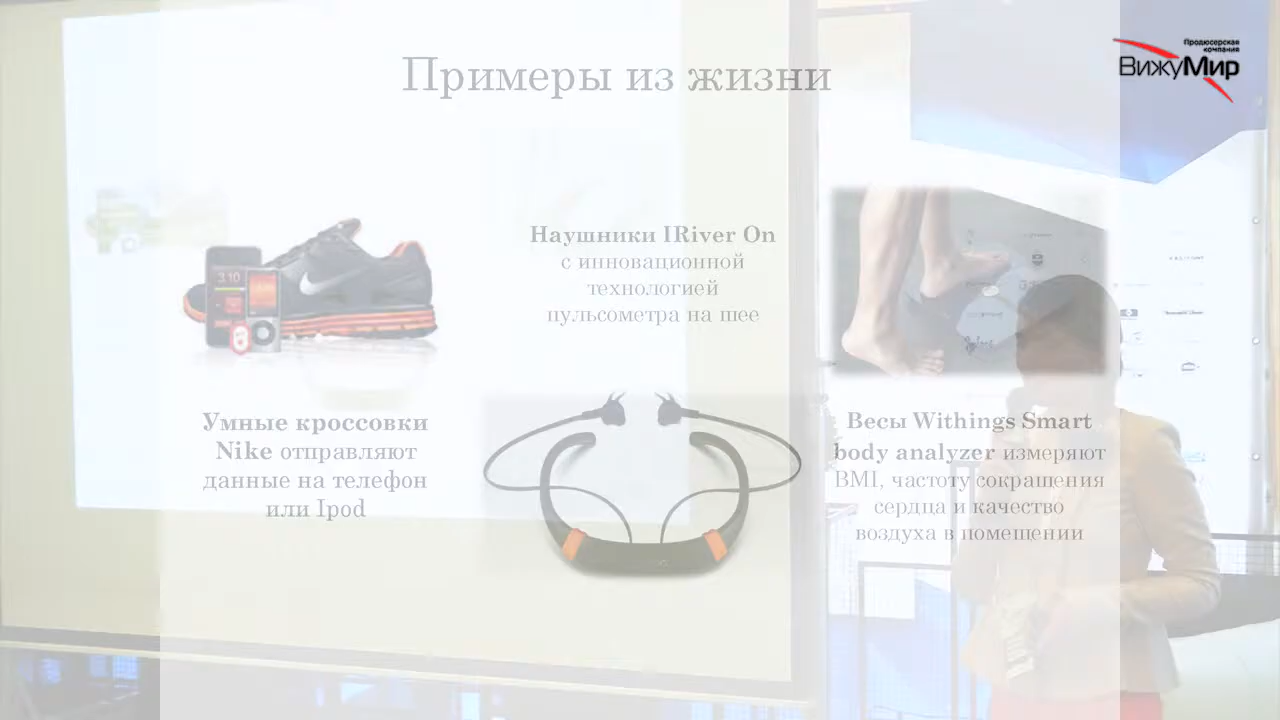 Примеры из жизни
Продюсерская
компания
ВижуМир
Наушники IRiver On
с инновационной
технологией
пульсометра на шее
3.10
Умные кроссовки
Nike отправляют
данные на телефон
или Ipod
Весы Withings Smart
body analyzer измеряют
BMI, частоту сокращения
сердца и качество
воздуха в помещении